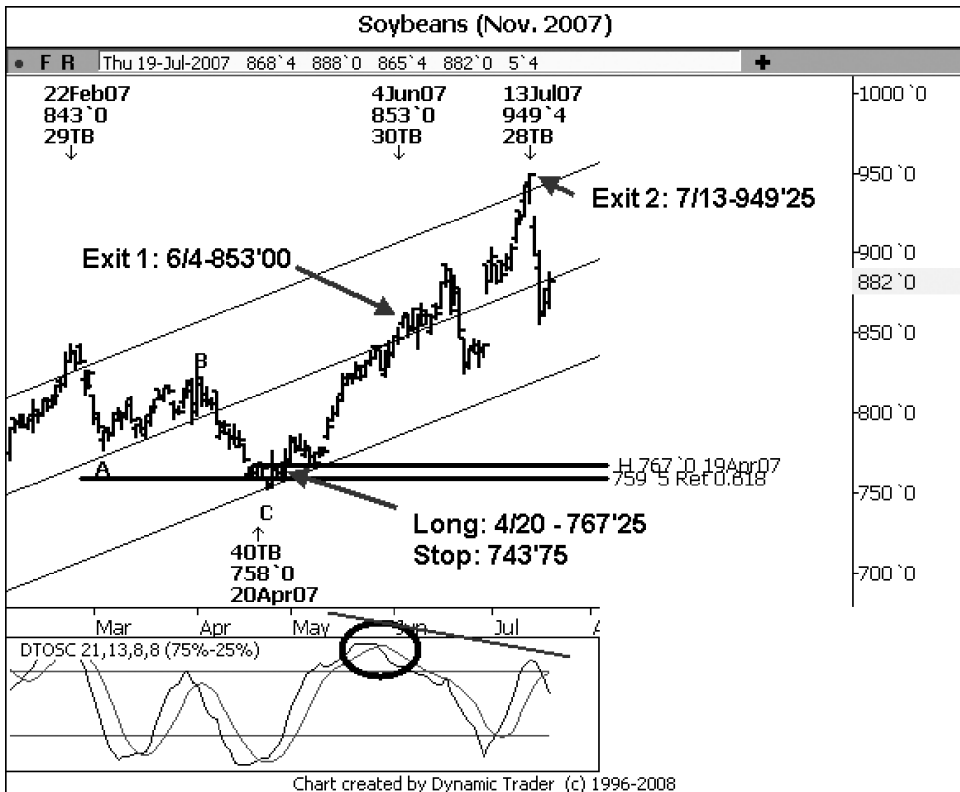 Soybeans (Nov. 2007)
F R Thu 19-Jul-2007 868`4 888`0 865`4 882`0 5`4
22Feb07
843`0
29TB
4Jun07
853`0
30TB
13Jul07
949`4
28TB
1000`0
950`0
900`0
882`0
850`0
800`0
750`0
700`0
Exit 2: 7/13-949'25
Exit 1: 6/4-853'00
B
A
C
H 767`0 19Apr07
759`5 Ret 0.618
Long: 4/20 - 767'25
Stop: 743'75
40TB
758`0
20Apr07
Mar Apr May Jun Jul A
DTOSC 21,13,8,8 (75%-25%)
Chart created by Dynamic Trader (c) 1996-2008